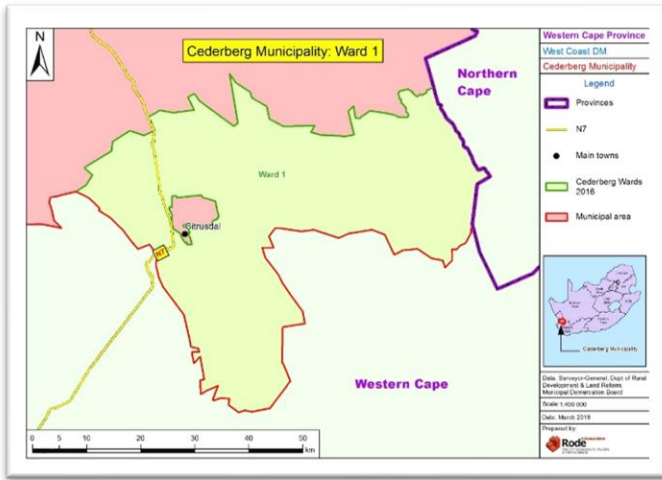 N
Cederberg Municipality: Ward 1
Northern
Cape
Ward 1
Citrusdal
N7
Western Cape
0 5 10 20 30 40 50
km
Western Cape Province
West Coast DM
Cederberg Municipality
Legend
Provinces
N7
Main towns
Cederberg Wards
2016
Municipal area
Cederberg Municipality
Data: Surveyor-General, Dept of Rural
Development & Land Reform,
Municipal Demarcation Board
Scale 1:400 000
Date: March 2018
Prepared by:
Rode